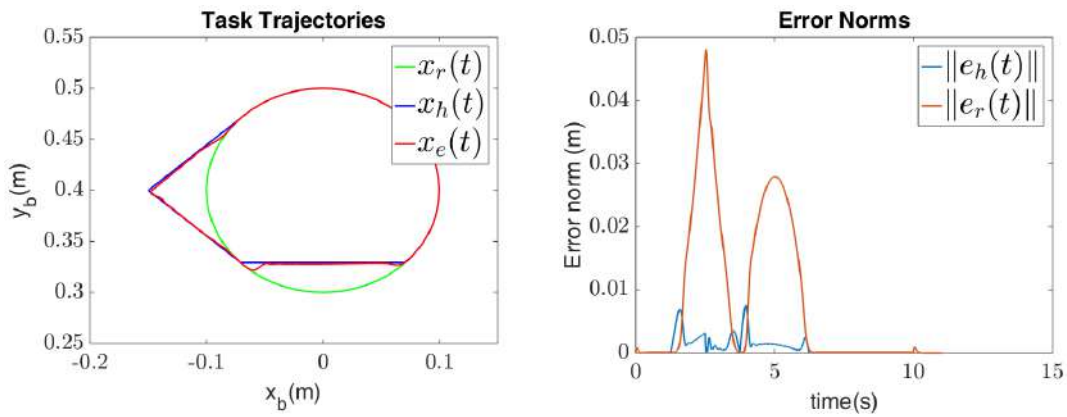 Task Trajectories
0.55
0.5
0.45
0.4
0.35
0.3
0.25
y_b(m)
-0.2
-0.1
0
0.1
x_b(m)
x_r(t)
x_h(t)
x_e(t)
Error Norms
0.05
0.04
0.03
0.02
0.01
0
Error norm (m)
0
5
10
15
time(s)
||e_h(t)||
||e_r(t)||